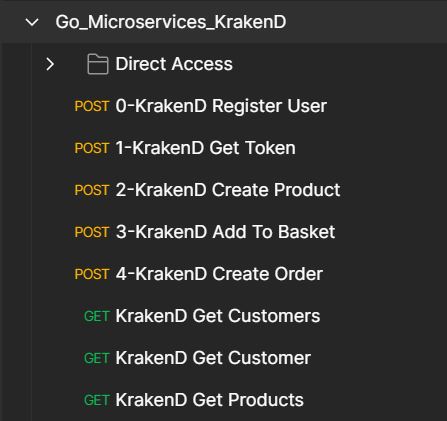 Go_Microservices_KrakenD
Direct Access
POST 0-KrakenD Register User
POST 1-KrakenD Get Token
POST 2-KrakenD Create Product
POST 3-KrakenD Add To Basket
POST 4-KrakenD Create Order
GET KrakenD Get Customers
GET KrakenD Get Customer
GET KrakenD Get Products